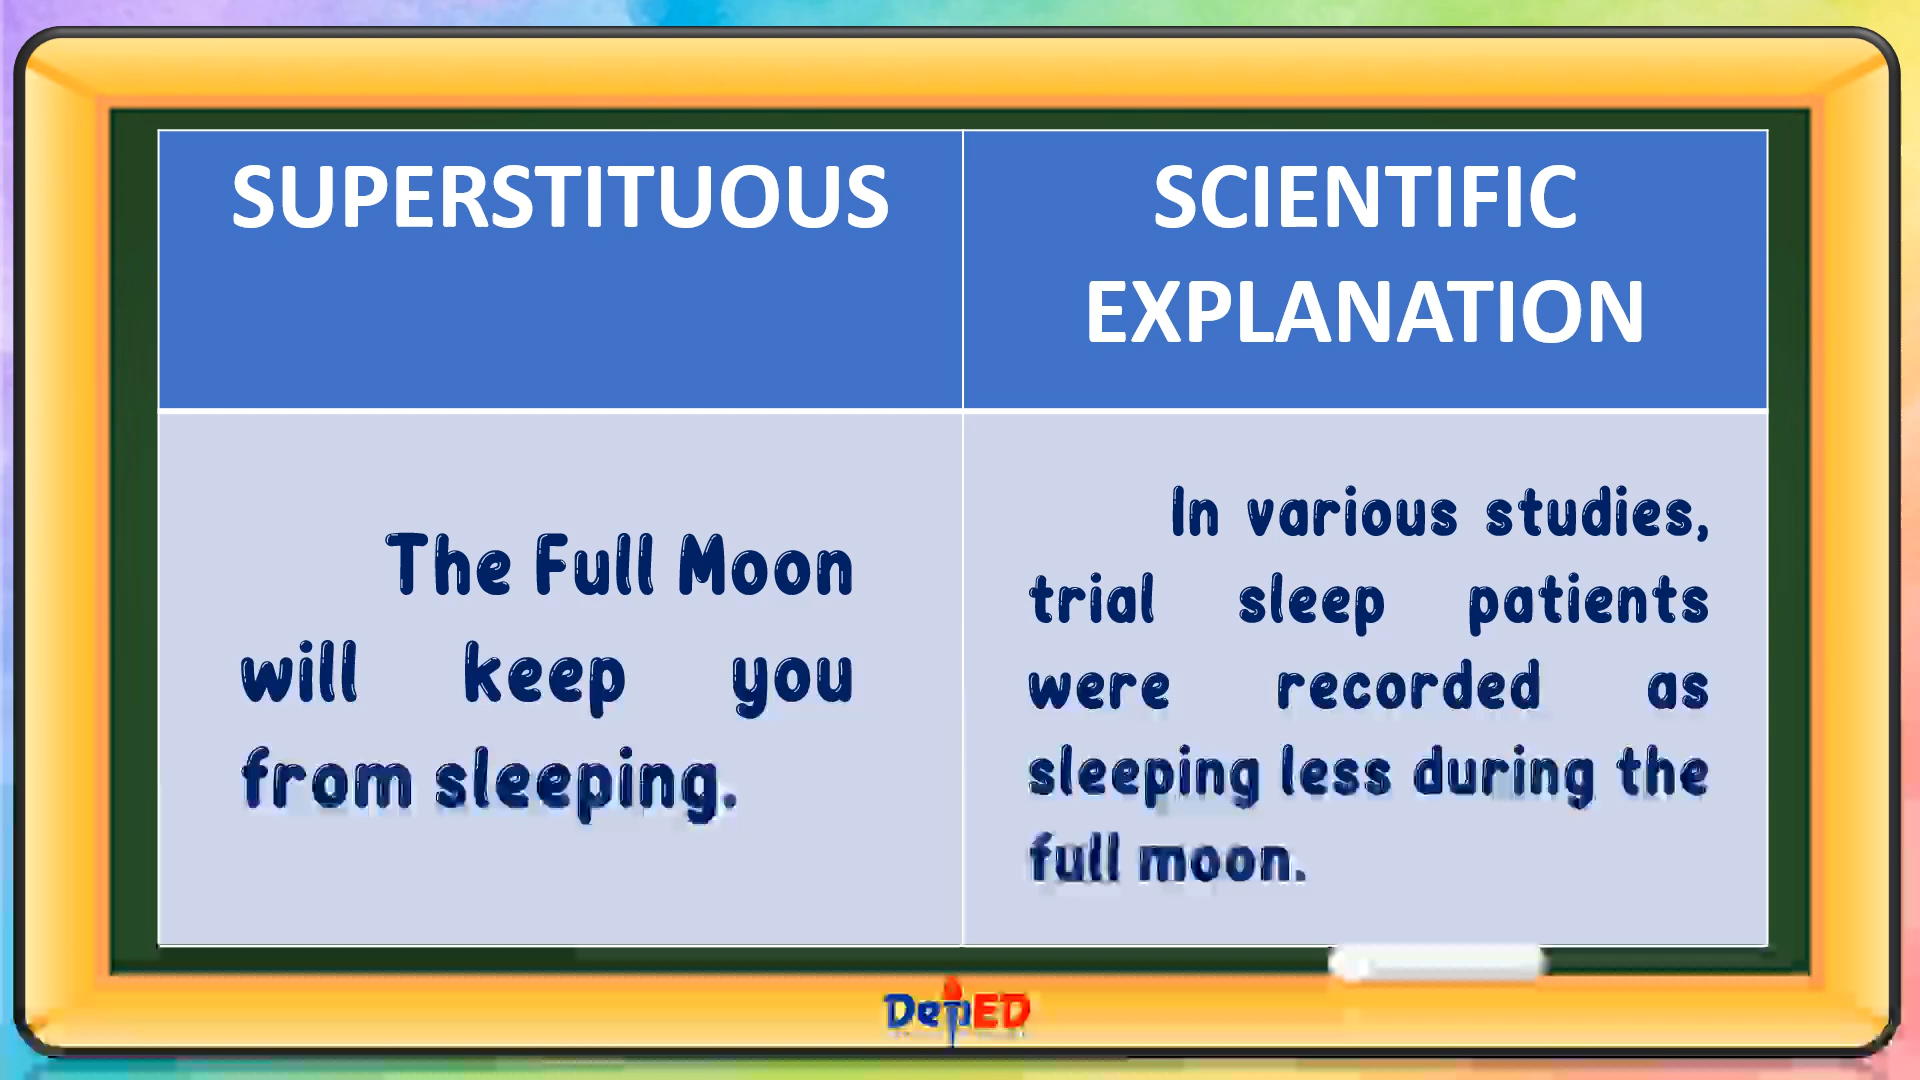 SUPERSTITUOUS
SCIENTIFIC
EXPLANATION
The Full Moon
will keep you
from sleeping.
In various studies,
trial sleep patients
were recorded as
sleeping less during the
full moon.
DepED